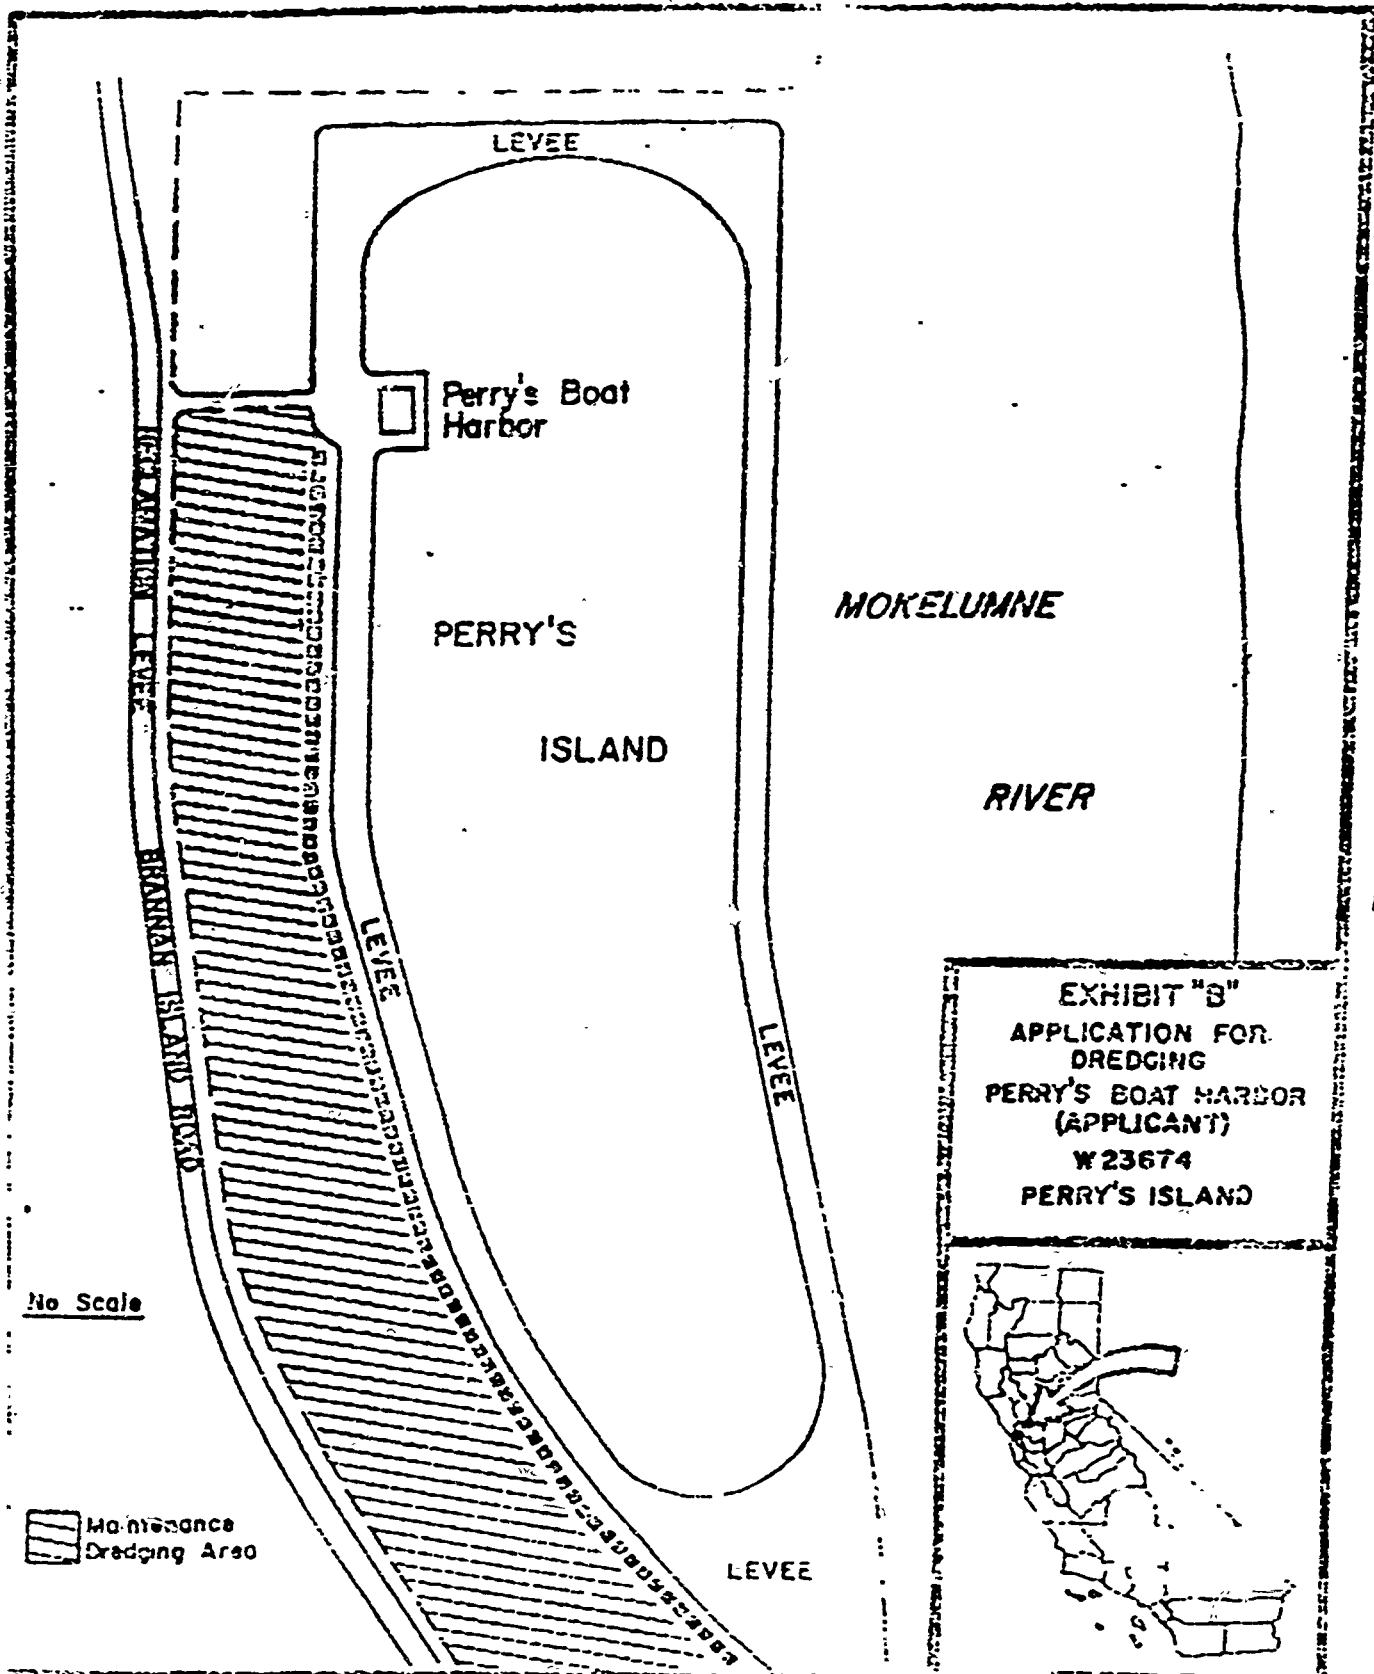 LEVEE
Perry's Boat
Harbor
RECLAMATION LEVEE
PERRY'S
ISLAND
MOKELUMNE
RIVER
BRANNAN ISLAND BLVD
LEVEE
LEVEE
EXHIBIT "B"
APPLICATION FOR
DREDGING
PERRY'S BOAT HARBOR
(APPLICANT)
W 23674
PERRY'S ISLAND
No Scale
Maintenance
Dredging Area
LEVEE